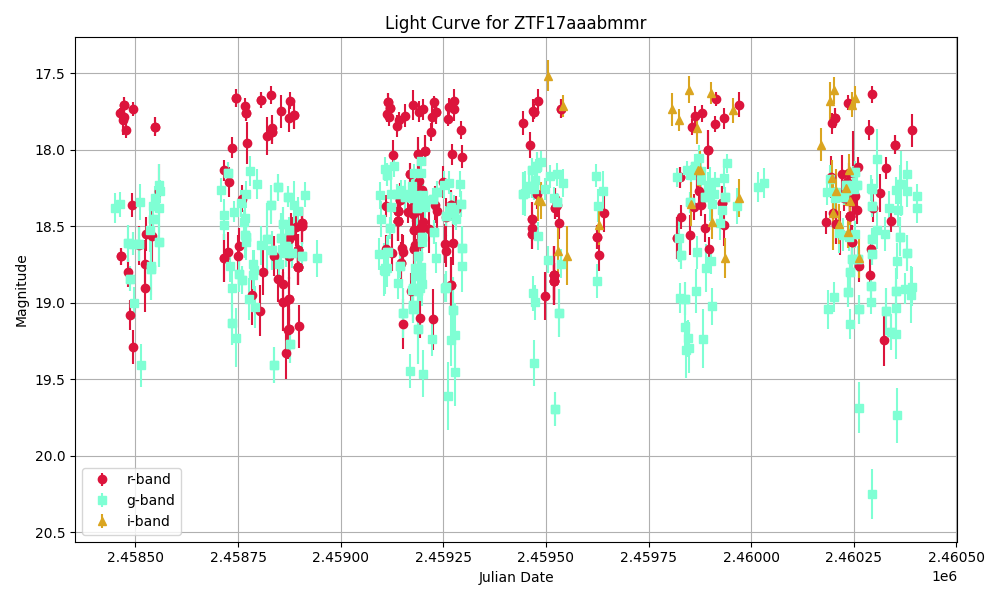 Light Curve for ZTF17aaabmmr
17.5
18.0
18.5
19.0
19.5
20.0
20.5
Magnitude
r-band
g-band
i-band
2.45850 2.45875 2.45900 2.45925 2.45950 2.45975 2.46000 2.46025 2.46050
1e6
Julian Date